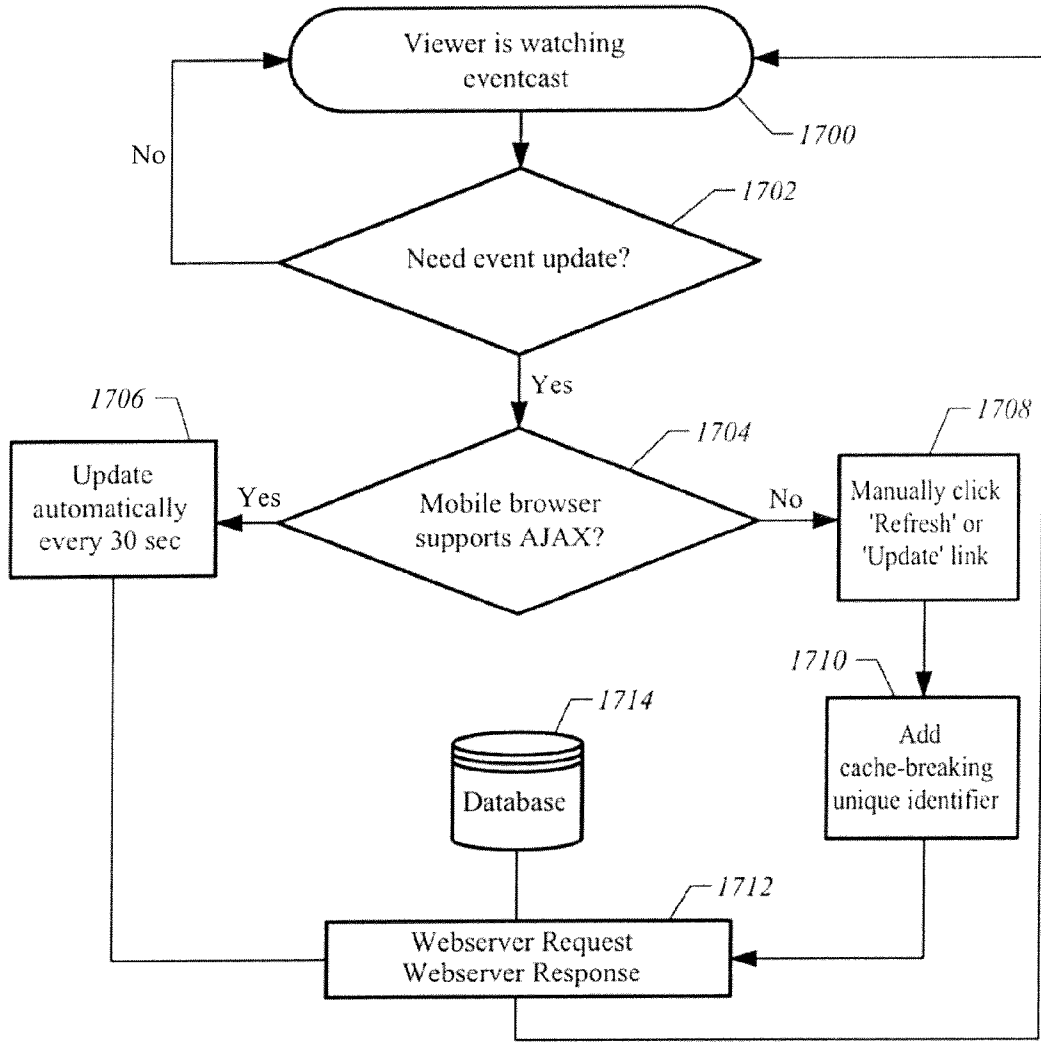 Viewer is watching
eventcast
1700
No
1702
Need event update?
Yes
1706
1704
1708
Update
automatically
every 30 sec
Yes
Mobile browser
supports AJAX?
No
Manually click
'Refresh' or
'Update' link
1710
1714
Add
cache-breaking
unique identifier
Database
1712
Webserver Request
Webserver Response